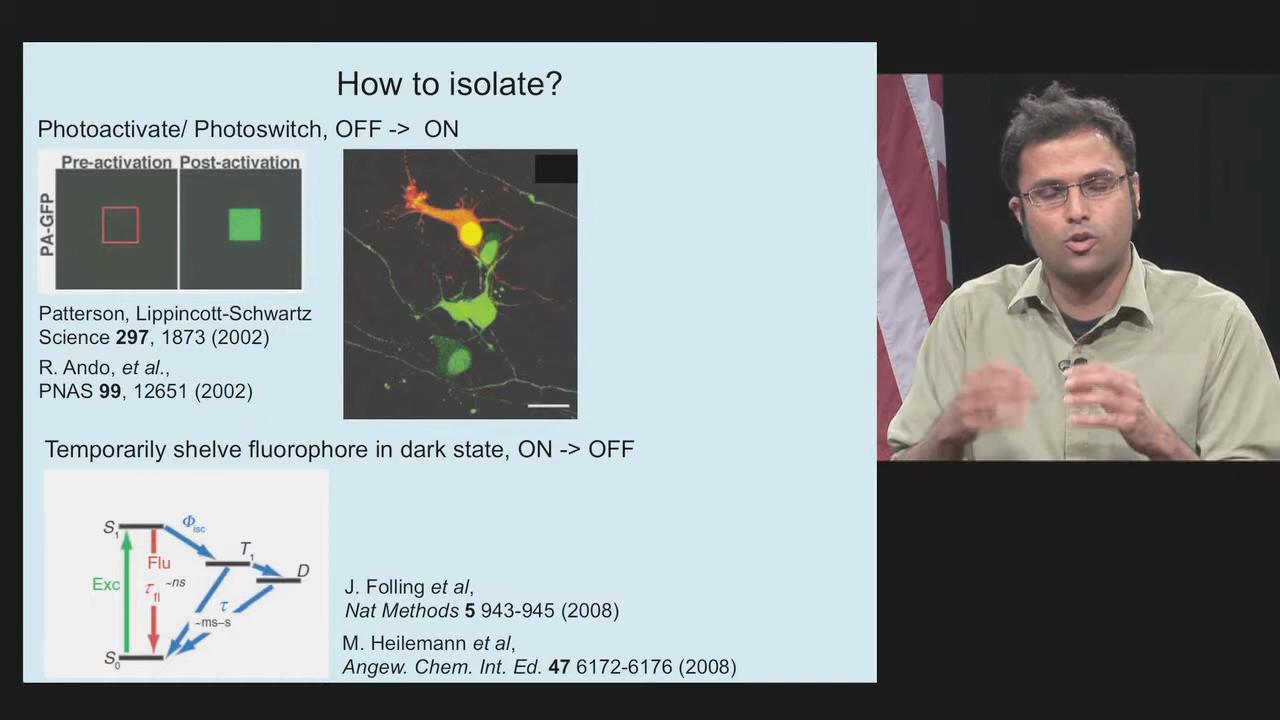 How to isolate?
Photoactivate/ Photoswitch, OFF -> ON
Pre-activation Post-activation
PA-GFP
Patterson, Lippincott-Schwartz
Science 297, 1873 (2002)
R. Ando, et al.,
PNAS 99, 12651 (2002)
Temporarily shelve fluorophore in dark state, ON -> OFF
S1
Φisc
T1
D
Flu
Exc
τfl ~ns
τ
~ms–s
S0
J. Folling et al,
Nat Methods 5 943-945 (2008)
M. Heilemann et al,
Angew. Chem. Int. Ed. 47 6172-6176 (2008)